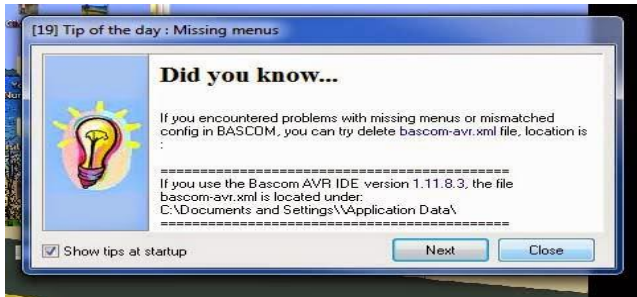 [19] Tip of the day : Missing menus
Did you know...
If you encountered problems with missing menus or mismatched
config in BASCOM, you can try delete bascom-avr.xml file, location is
:
==============================================
If you use the Bascom AVR IDE version 1.11.8.3, the file
bascom-avr.xml is located under:
C:\Documents and Settings\\Application Data\
==============================================
Show tips at startup
Next
Close